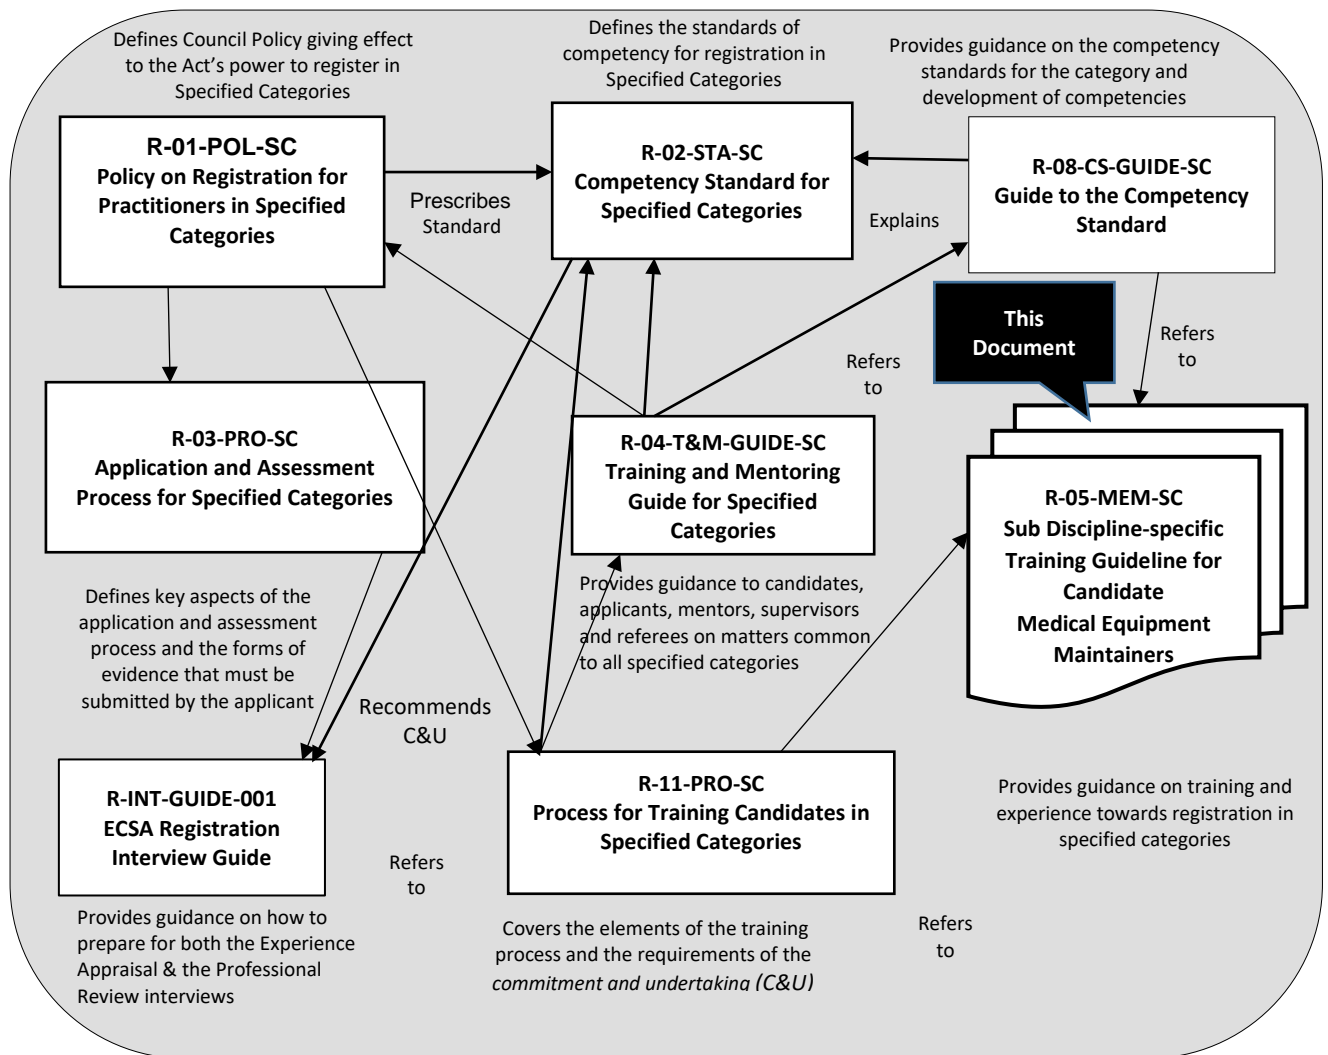 Defines Council Policy giving effect
to the Act's power to register in
Specified Categories
Defines the standards of
competency for registration in
Specified Categories
Provides guidance on the competency
standards for the category and
development of competencies
R-01-POL-SC
Policy on Registration for
Practitioners in Specified
Categories
Prescribes
Standard
R-02-STA-SC
Competency Standard for
Specified Categories
Explains
R-08-CS-GUIDE-SC
Guide to the Competency
Standard
This
Document
Refers
to
Refers
to
R-03-PRO-SC
Application and Assessment
Process for Specified Categories
R-04-T&M-GUIDE-SC
Training and Mentoring
Guide for Specified
Categories
R-05-MEM-SC
Sub Discipline-specific
Training Guideline for
Candidate
Medical Equipment
Maintainers
Defines key aspects of the
application and assessment
process and the forms of
evidence that must be
submitted by the applicant
Provides guidance to candidates,
applicants, mentors, supervisors
and referees on matters common
to all specified categories
Recommends
C&U
R-INT-GUIDE-001
ECSA Registration
Interview Guide
R-11-PRO-SC
Process for Training Candidates in
Specified Categories
Provides guidance on training and
experience towards registration in
specified categories
Refers
to
Provides guidance on how to
prepare for both the Experience
Appraisal & the Professional
Review interviews
Covers the elements of the training
process and the requirements of the
commitment and undertaking (C&U)
Refers
to